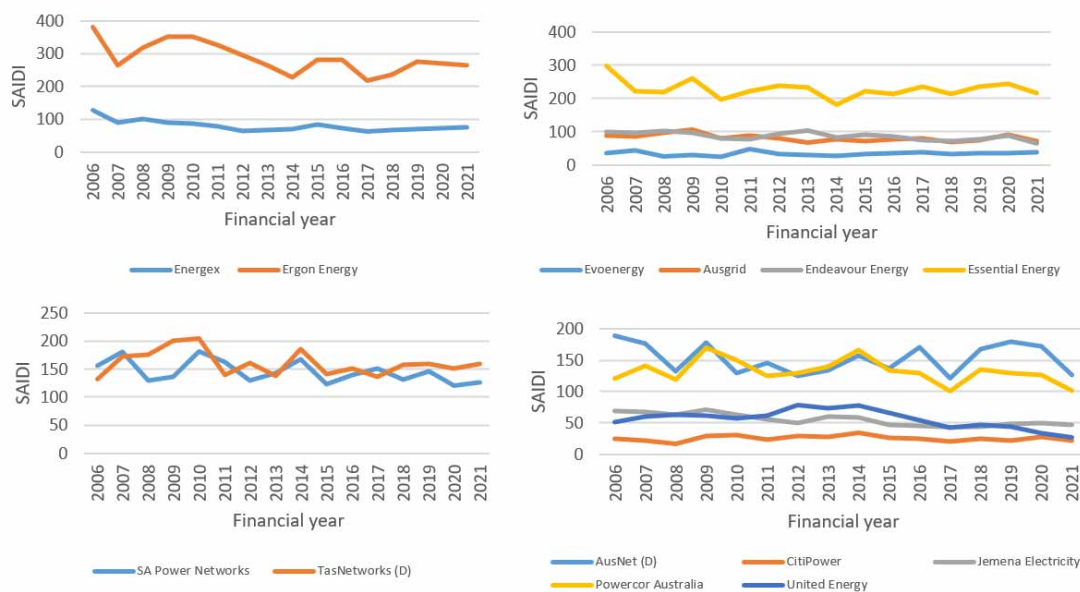 400
300
200
100
0
SAIDI
2006 2007 2008 2009 2010 2011 2012 2013 2014 2015 2016 2017 2018 2019 2020 2021
Financial year
Energex Ergon Energy
400
300
200
100
0
SAIDI
2006 2007 2008 2009 2010 2011 2012 2013 2014 2015 2016 2017 2018 2019 2020 2021
Financial year
Evoenergy Ausgrid Endeavour Energy Essential Energy
250
200
150
100
50
0
SAIDI
2006 2007 2008 2009 2010 2011 2012 2013 2014 2015 2016 2017 2018 2019 2020 2021
Financial year
SA Power Networks TasNetworks (D)
200
150
100
50
0
SAIDI
2006 2007 2008 2009 2010 2011 2012 2013 2014 2015 2016 2017 2018 2019 2020 2021
Financial year
AusNet (D) CitiPower Jemena Electricity
Powercor Australia United Energy